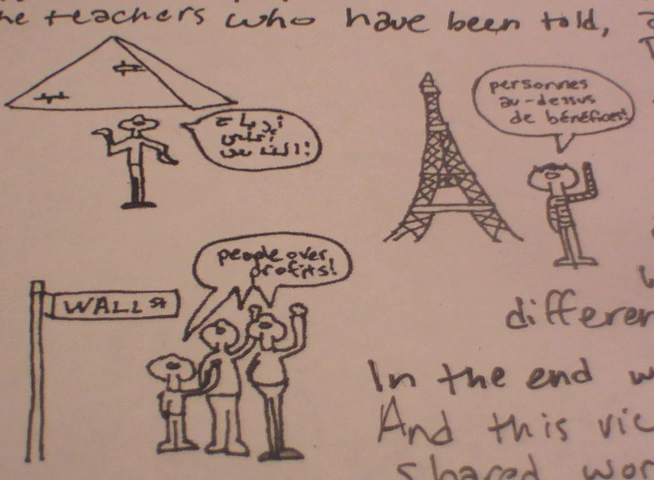 he teachers who have been told,
personnes
au-dessus
de bénéfices!
people over
profits!
WALL St
differen
In the end w
And this vic
shared wor